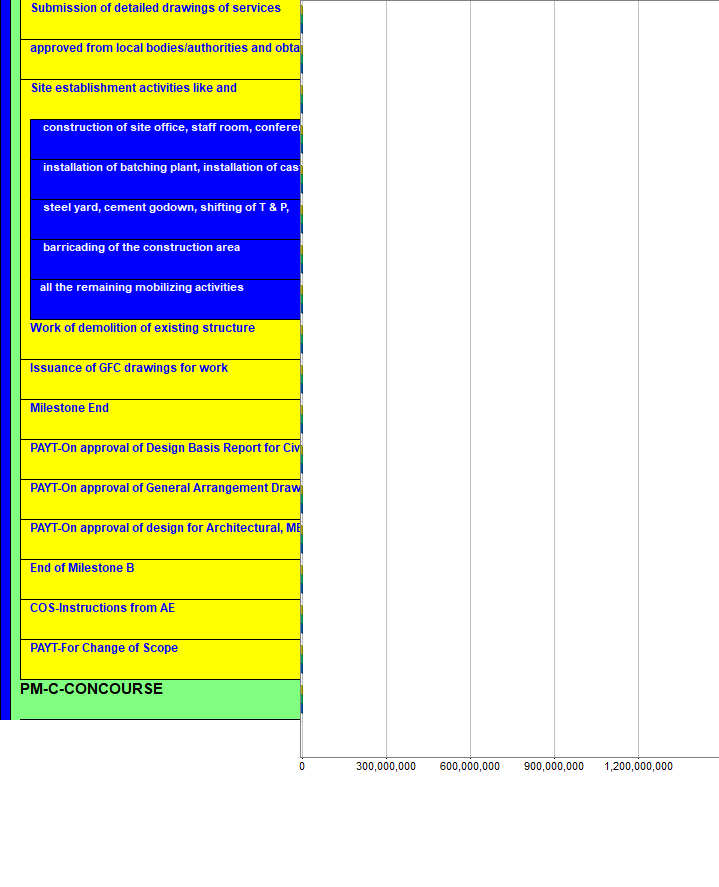 Submission of detailed drawings of services
approved from local bodies/authorities and obta
Site establishment activities like and
construction of site office, staff room, conferen
installation of batching plant, installation of cas
steel yard, cement godown, shifting of T & P,
barricading of the construction area
all the remaining mobilizing activities
Work of demolition of existing structure
Issuance of GFC drawings for work
Milestone End
PAYT-On approval of Design Basis Report for Civ
PAYT-On approval of General Arrangement Draw
PAYT-On approval of design for Architectural, ME
End of Milestone B
COS-Instructions from AE
PAYT-For Change of Scope
PM-C-CONCOURSE
0 300,000,000 600,000,000 900,000,000 1,200,000,000